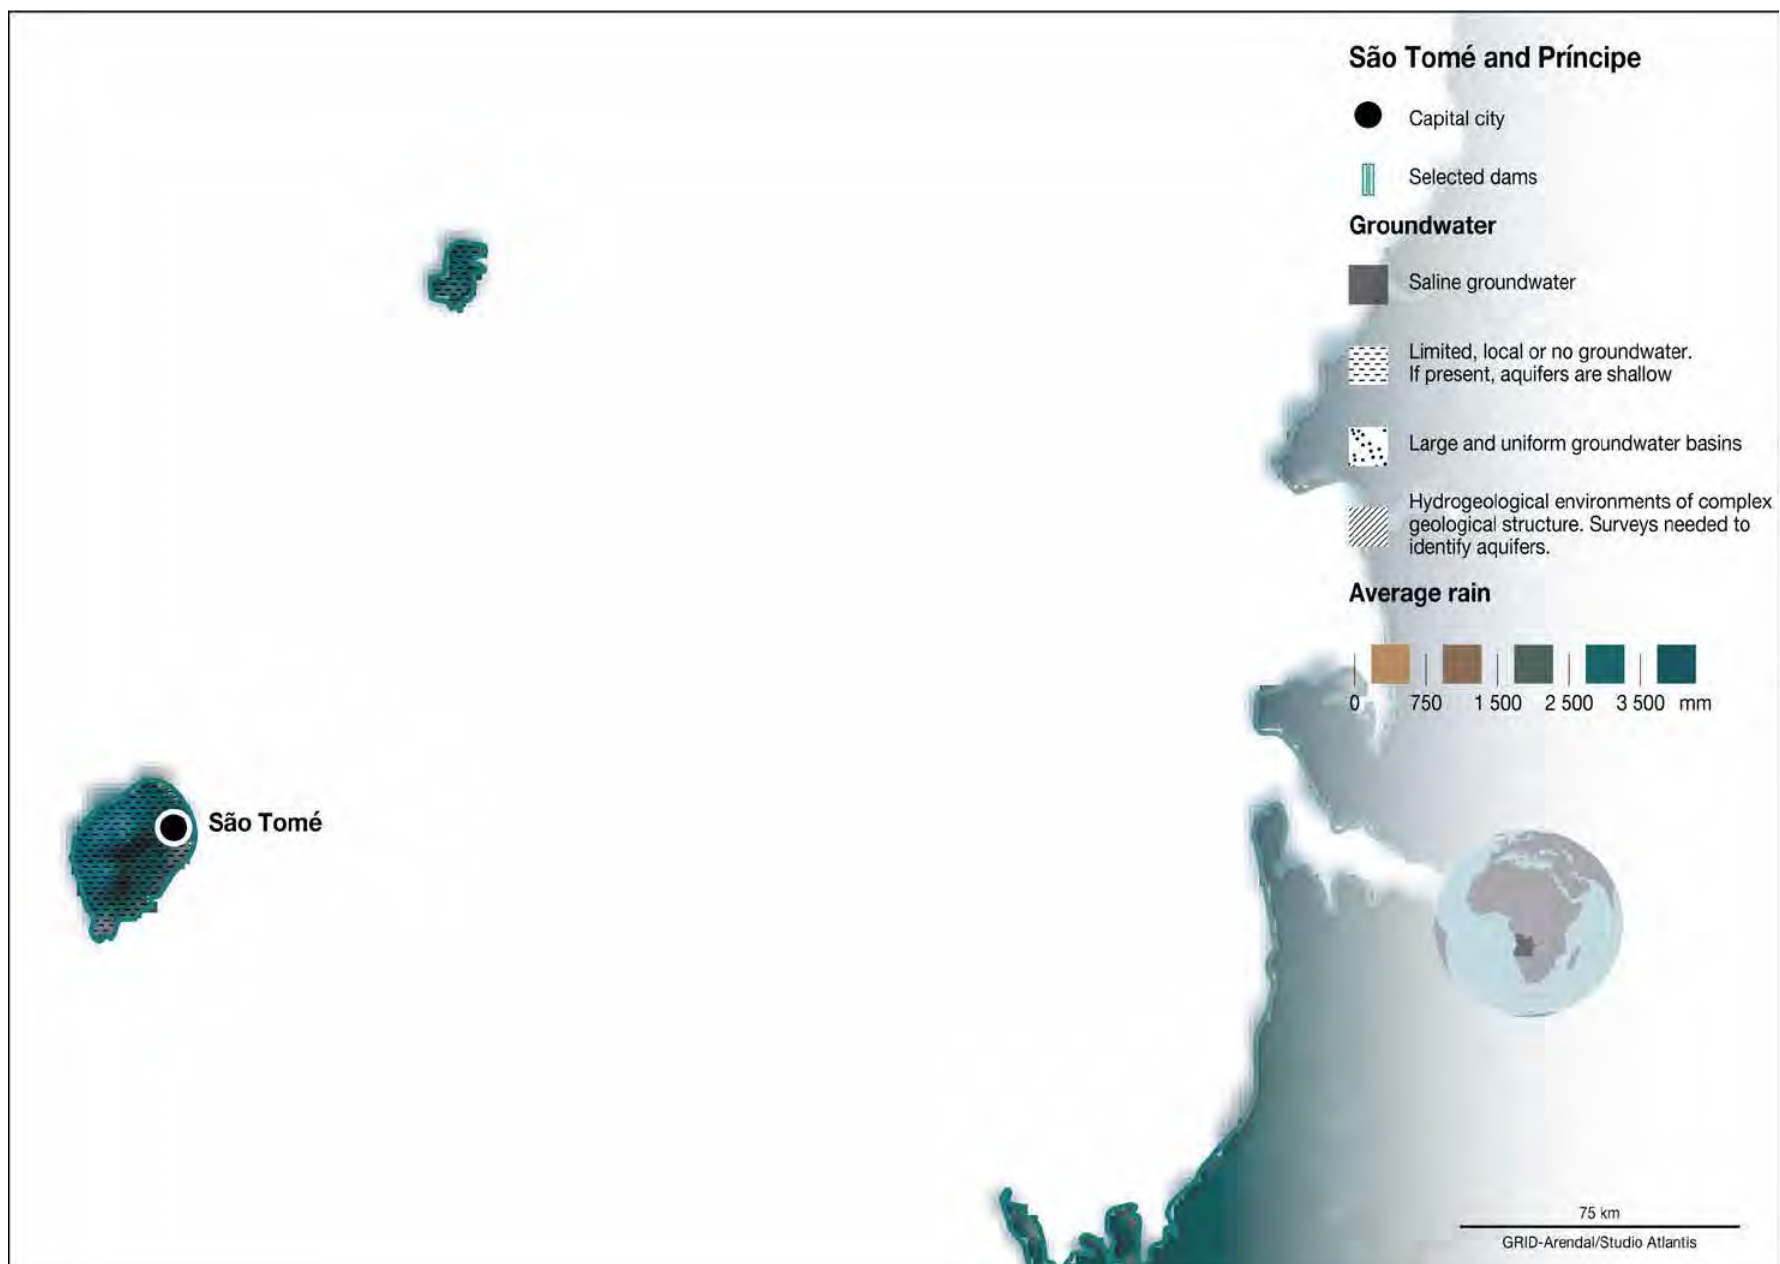 São Tomé and Príncipe
Capital city
Selected dams
Groundwater
Saline groundwater
Limited, local or no groundwater.
If present, aquifers are shallow
Large and uniform groundwater basins
Hydrogeological environments of complex
geological structure. Surveys needed to
identify aquifers.
Average rain
0 750 1 500 2 500 3 500 mm
São Tomé
75 km
GRID-Arendal/Studio Atlantis